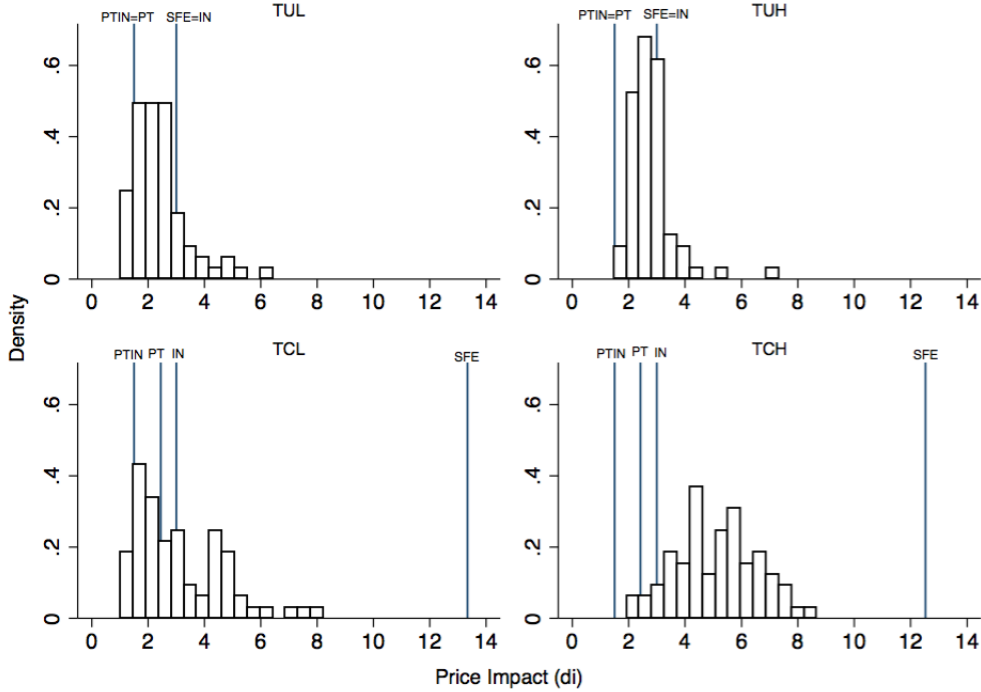 TUL
PTIN=PT SFE=IN
.6
.4
.2
0
0 2 4 6 8 10 12 14
TUH
PTIN=PT SFE=IN
.6
.4
.2
0
0 2 4 6 8 10 12 14
TCL
PTIN PT IN SFE
.6
.4
.2
0
0 2 4 6 8 10 12 14
TCH
PTIN PT IN SFE
.6
.4
.2
0
0 2 4 6 8 10 12 14
Density
Price Impact (di)